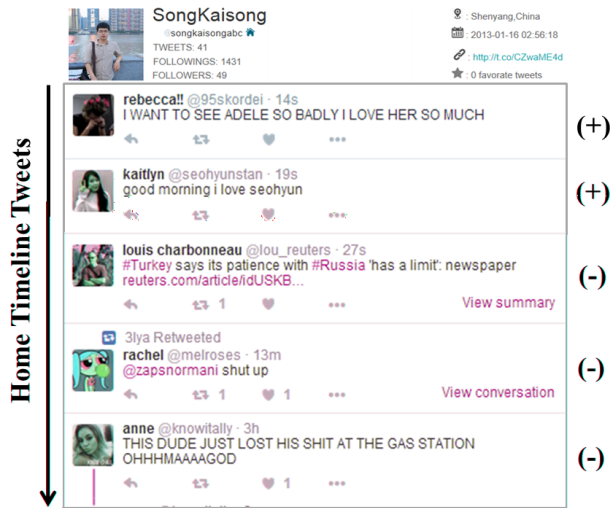 SongKaisong
@songkaisongabc
TWEETS: 41
FOLLOWINGS: 1431
FOLLOWERS: 49
: Shenyang,China
: 2013-01-16 02:56:18
: http://t.co/CZwaME4d
: 0 favorate tweets
Home Timeline Tweets
rebecca!! @95skordei · 14s
I WANT TO SEE ADELE SO BADLY I LOVE HER SO MUCH
(+)
kaitlyn @seohyunstan · 19s
good morning i love seohyun
(+)
louis charbonneau @lou_reuters · 27s
#Turkey says its patience with #Russia 'has a limit': newspaper
reuters.com/article/idUSKB...
1
View summary
(-)
3lya Retweeted
rachel @melroses · 13m
@zapsnormani shut up
1 1
View conversation
(-)
anne @knowitally · 3h
THIS DUDE JUST LOST HIS SHIT AT THE GAS STATION
OHHHMAAAAGOD
1
(-)